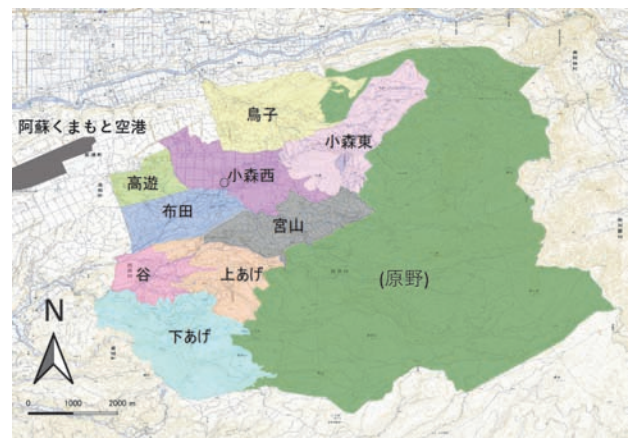 鳥子
阿蘇くまもと空港
小森東
高遊
小森西
布田
宮山
谷
上あげ
(原野)
下あげ
N
0 1000 2000 m